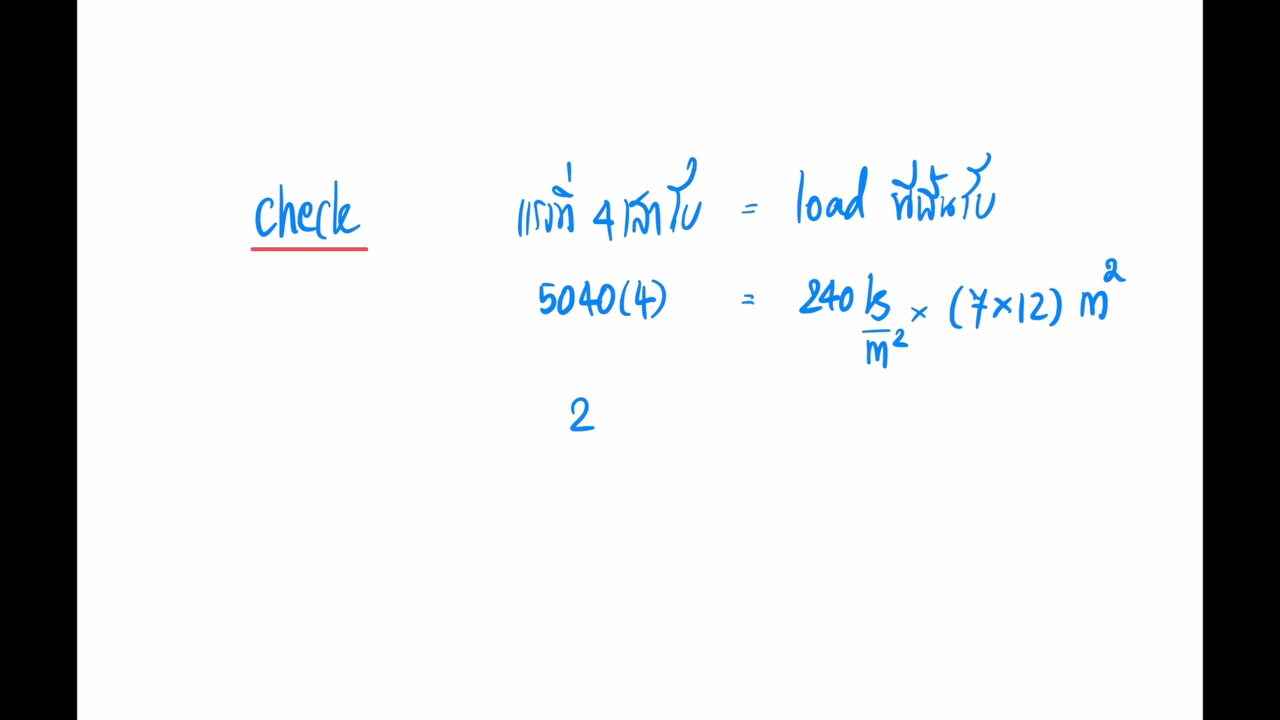 check แรงที่ 4 เสารับ = load ที่พื้นรับ
5040(4) = 240 kg/m² × (7×12) m²
2